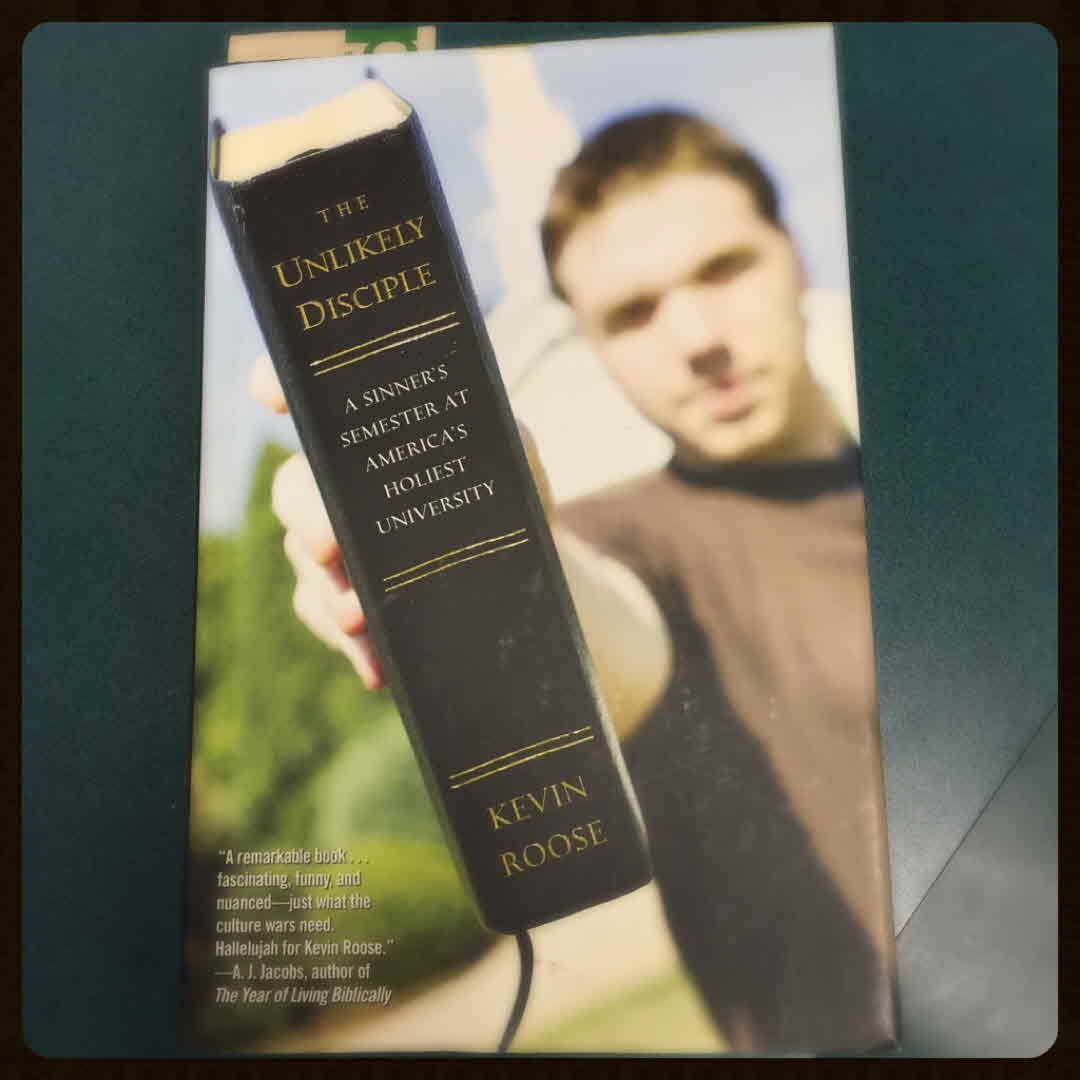 THE
UNLIKELY
DISCIPLE
A SINNER'S
SEMESTER AT
AMERICA'S
HOLIEST
UNIVERSITY
KEVIN
ROOSE
"A remarkable book . . .
fascinating, funny, and
nuanced—just what the
culture wars need.
Hallelujah for Kevin Roose."
—A. J. Jacobs, author of
The Year of Living Biblically